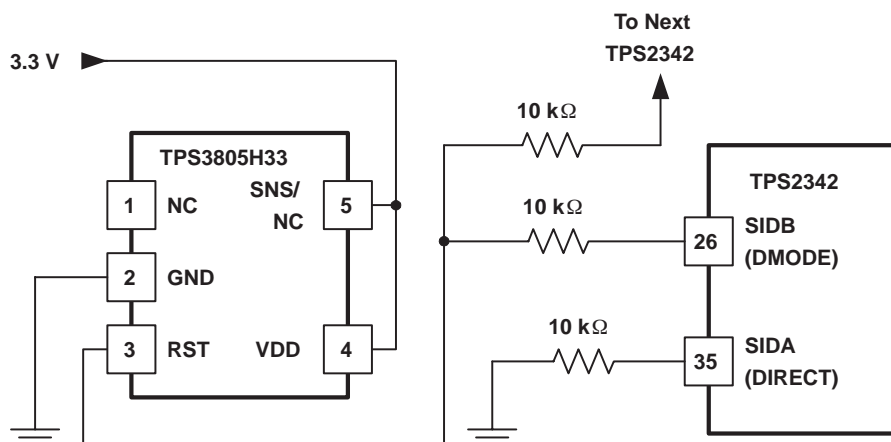 To Next
TPS2342
3.3 V
10 kΩ
TPS3805H33
TPS2342
1
NC
SNS/
NC
5
10 kΩ
26
SIDB
(DMODE)
2
GND
10 kΩ
3
RST
VDD
4
35
SIDA
(DIRECT)